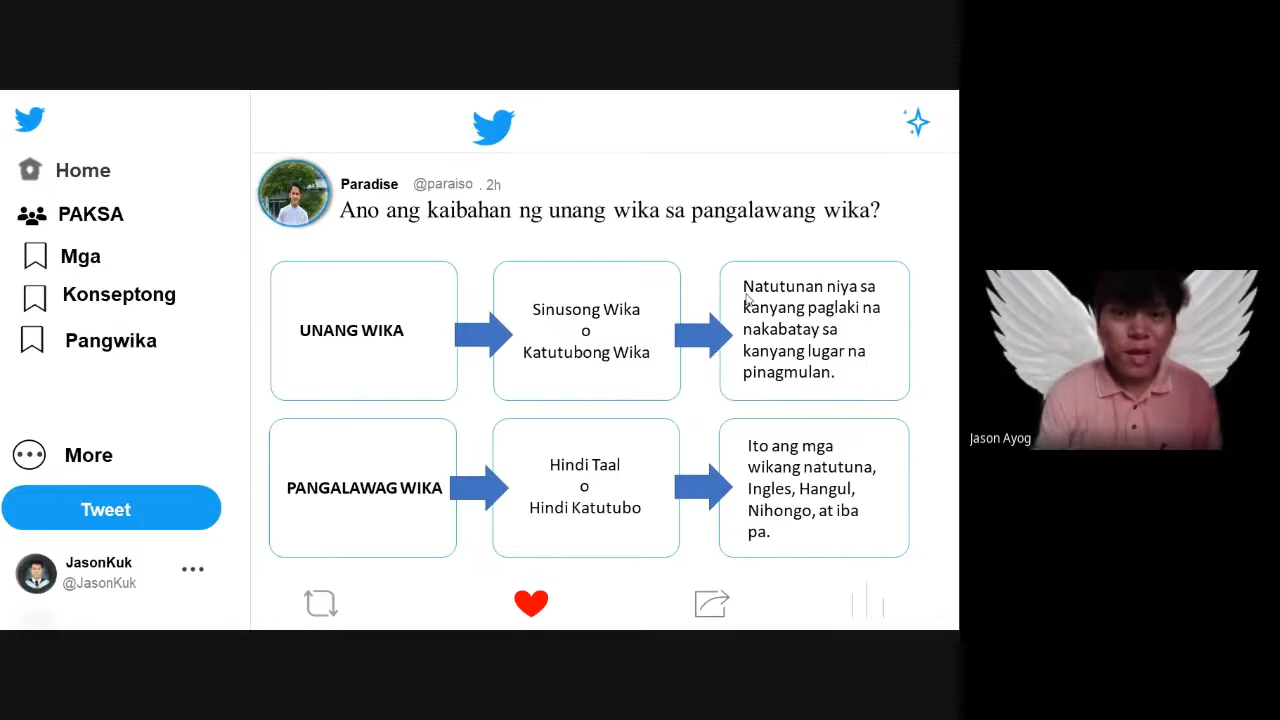 Home
PAKSA
Mga
Konseptong
Pangwika
More
Tweet
JasonKuk
@JasonKuk
Paradise @paraiso . 2h
Ano ang kaibahan ng unang wika sa pangalawang wika?
UNANG WIKA
Sinusong Wika
o
Katutubong Wika
Natutunan niya sa
kanyang paglaki na
nakabatay sa
kanyang lugar na
pinagmulan.
PANGALAWAG WIKA
Hindi Taal
o
Hindi Katutubo
Ito ang mga
wikang natutuna,
Ingles, Hangul,
Nihongo, at iba
pa.
Jason Ayog